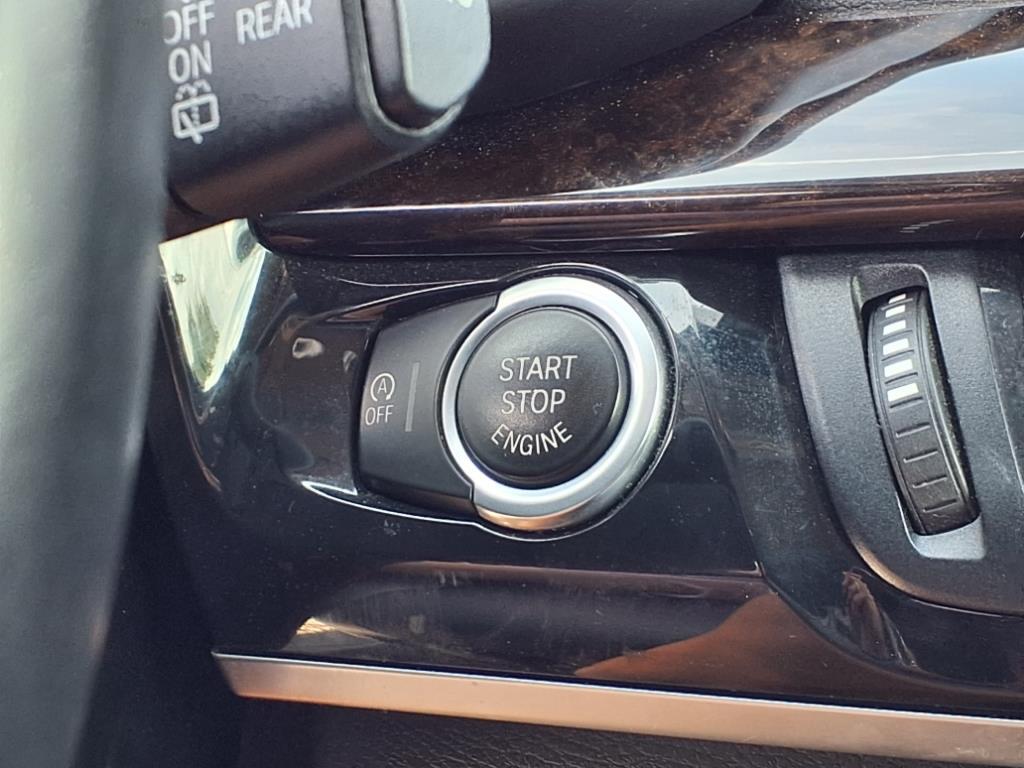 OFF
REAR
ON
A
OFF
START
STOP
ENGINE